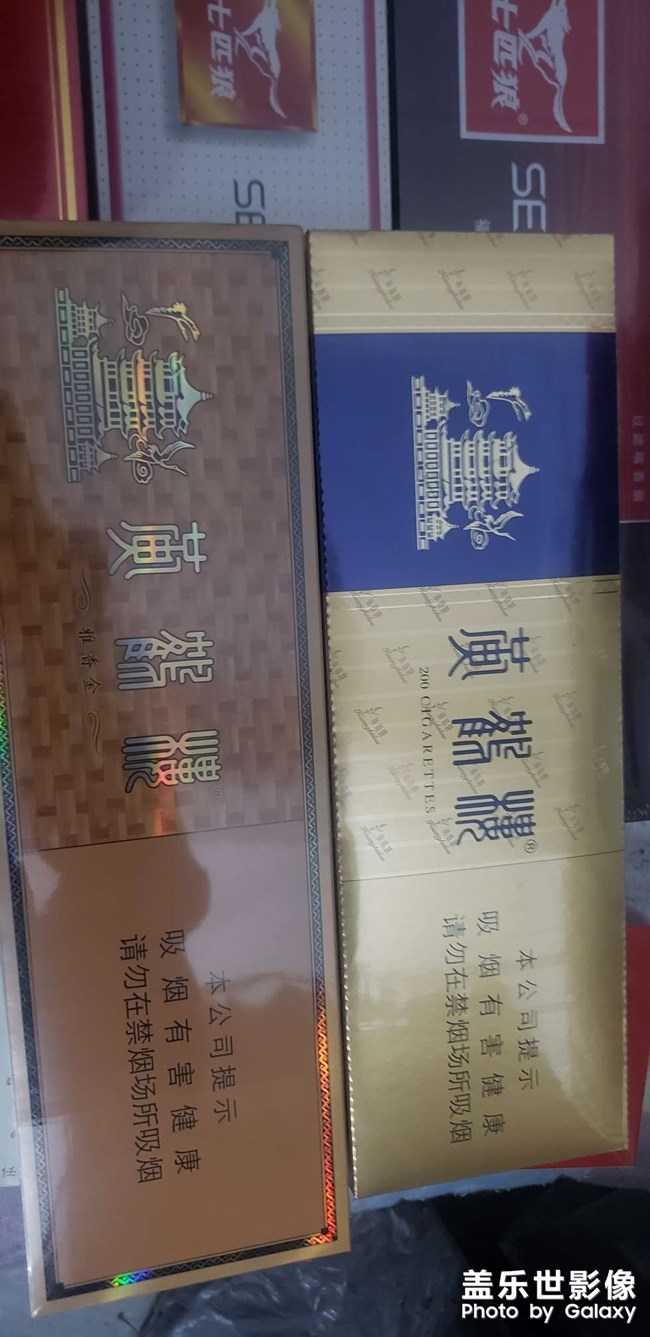 七匹狼
七匹狼®
SE
SE
黄鹤楼®
雅香金
本公司提示
吸烟有害健康
请勿在禁烟场所吸烟
黄鹤楼®
200 CIGARETTES
本公司提示
吸烟有害健康
请勿在禁烟场所吸烟
盖乐世影像
Photo by Galaxy